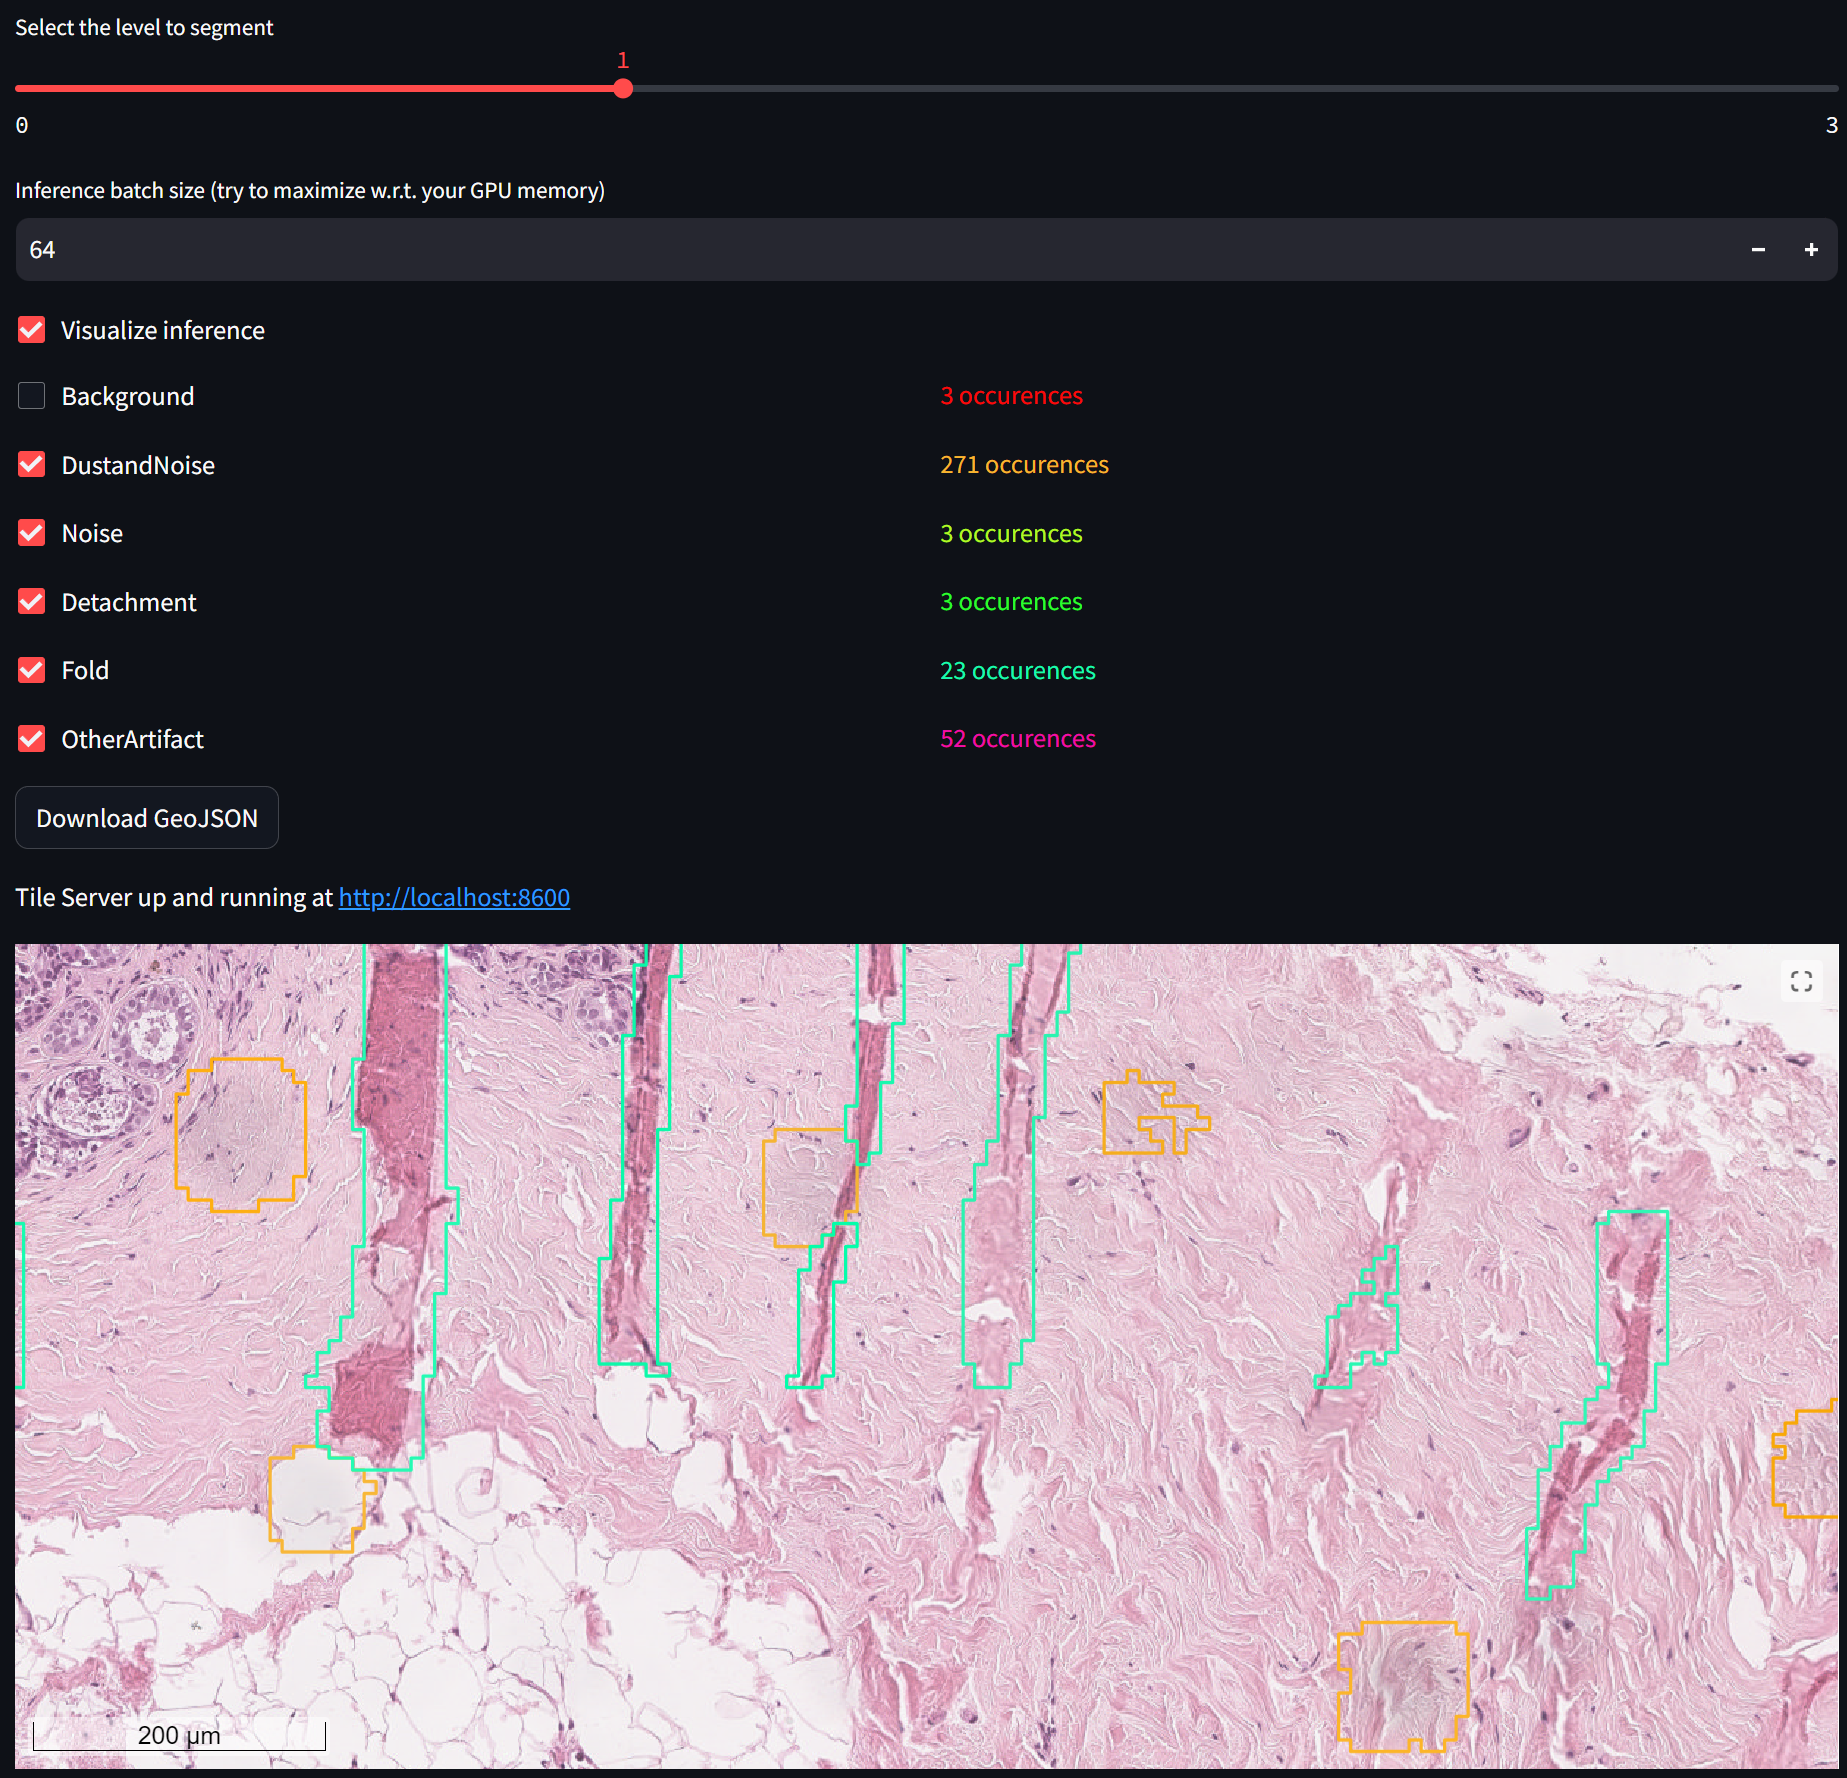 Select the level to segment
1
0
3
Inference batch size (try to maximize w.r.t. your GPU memory)
64
Visualize inference
Background
3 occurences
DustandNoise
271 occurences
Noise
3 occurences
Detachment
3 occurences
Fold
23 occurences
OtherArtifact
52 occurences
Download GeoJSON
Tile Server up and running at http://localhost:8600
200 µm